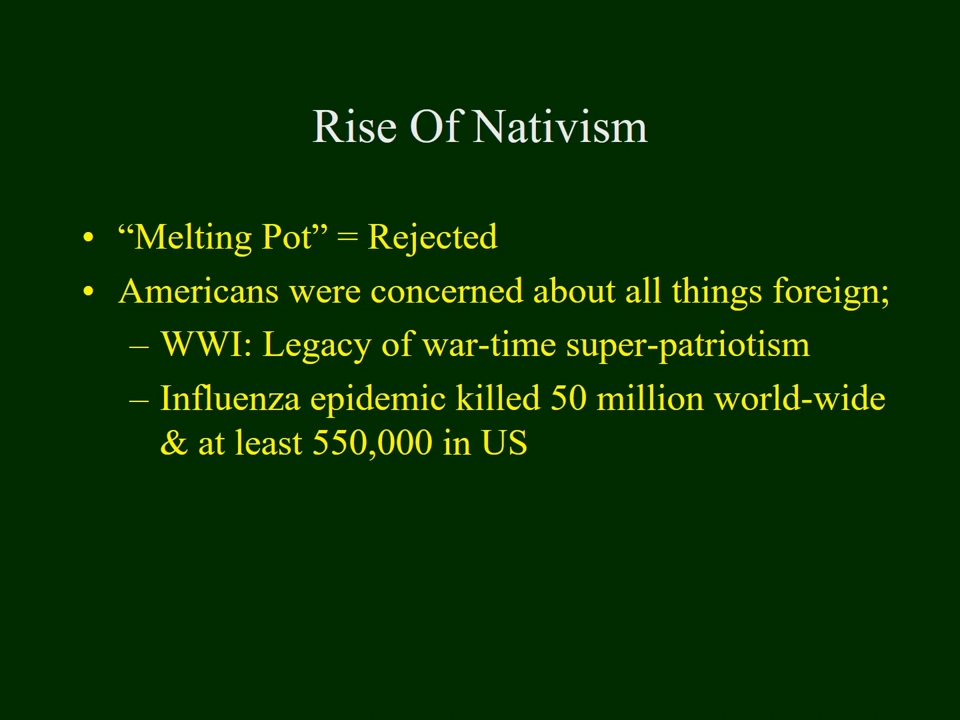 Rise Of Nativism
• “Melting Pot” = Rejected
• Americans were concerned about all things foreign;
– WWI: Legacy of war-time super-patriotism
– Influenza epidemic killed 50 million world-wide
& at least 550,000 in US